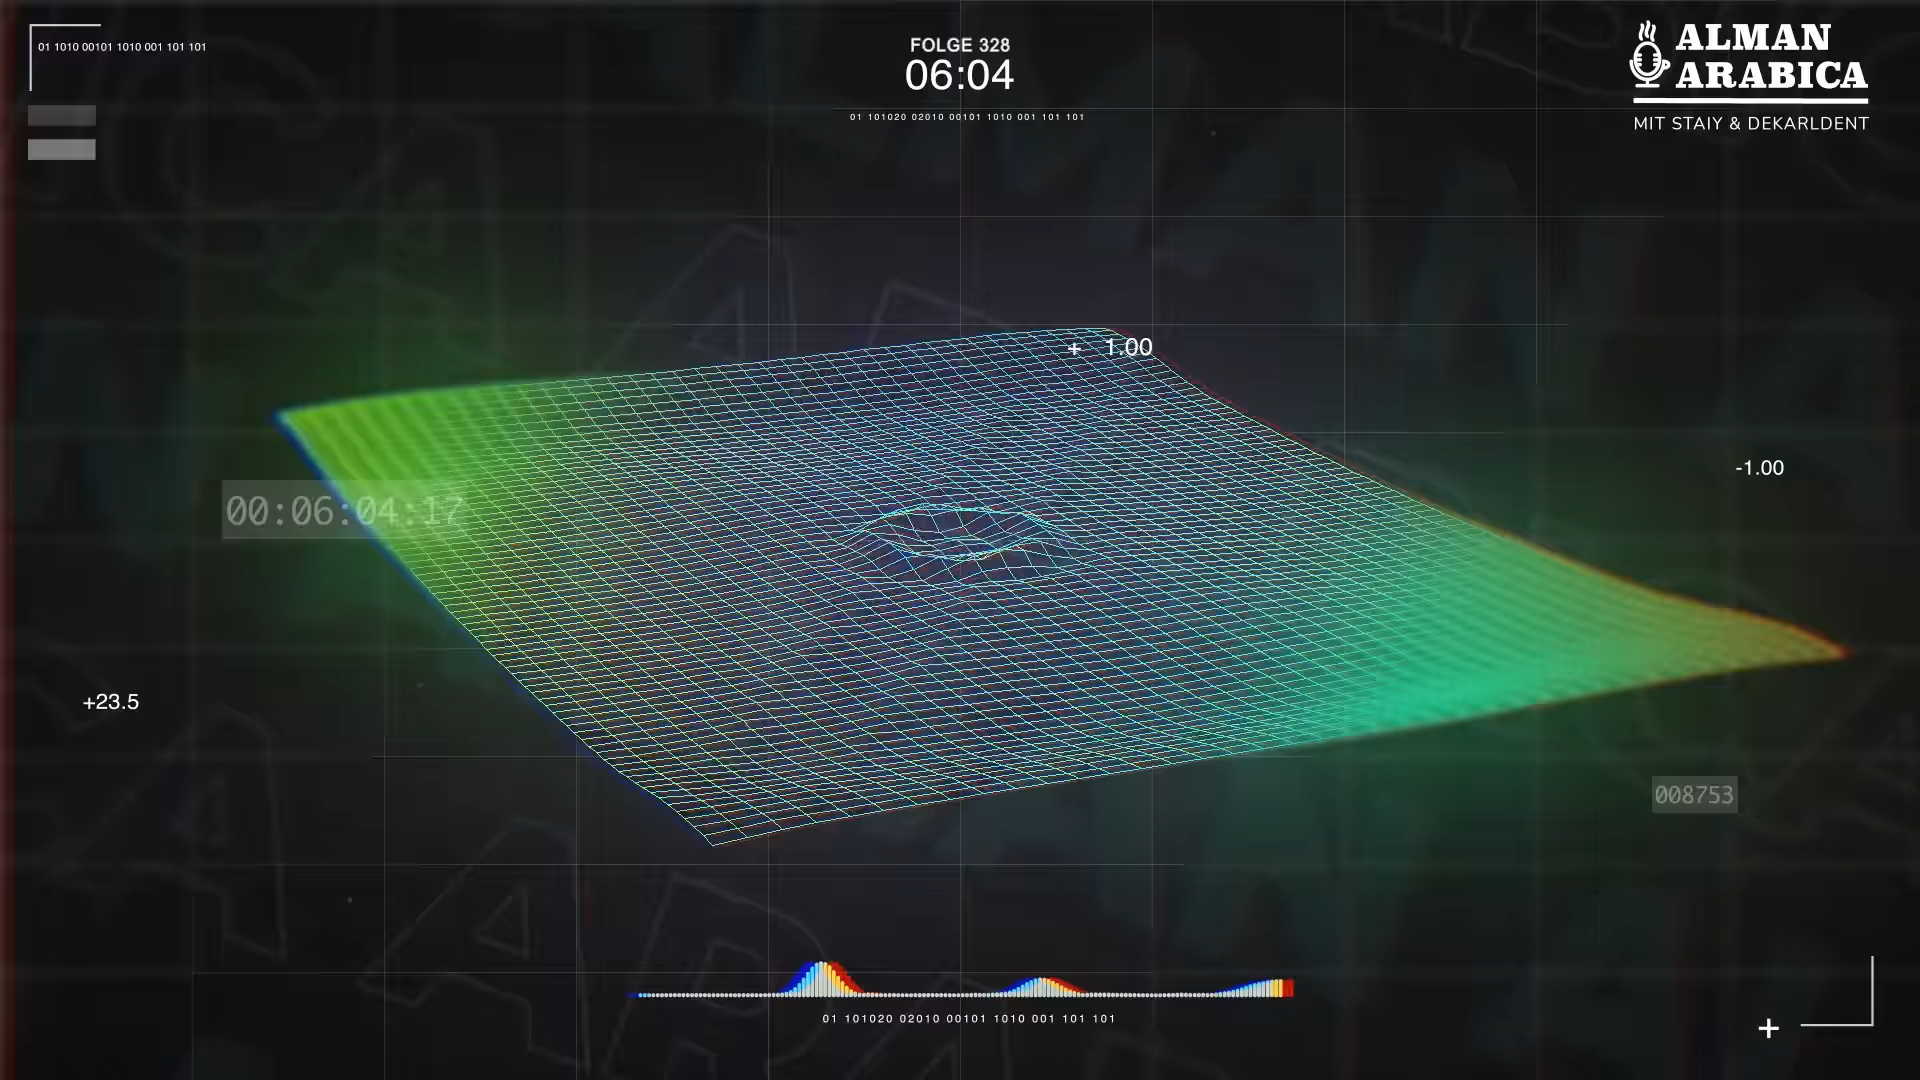 01 1010 00101 1010 001 101 101
FOLGE 328
06:04
01 101020 02010 00101 1010 001 101 101
ALMAN
ARABICA
MIT STAIY & DEKARLDENT
+ 1.00
-1.00
00:06:04:17
+23.5
008753
01 101020 02010 00101 1010 001 101 101
+